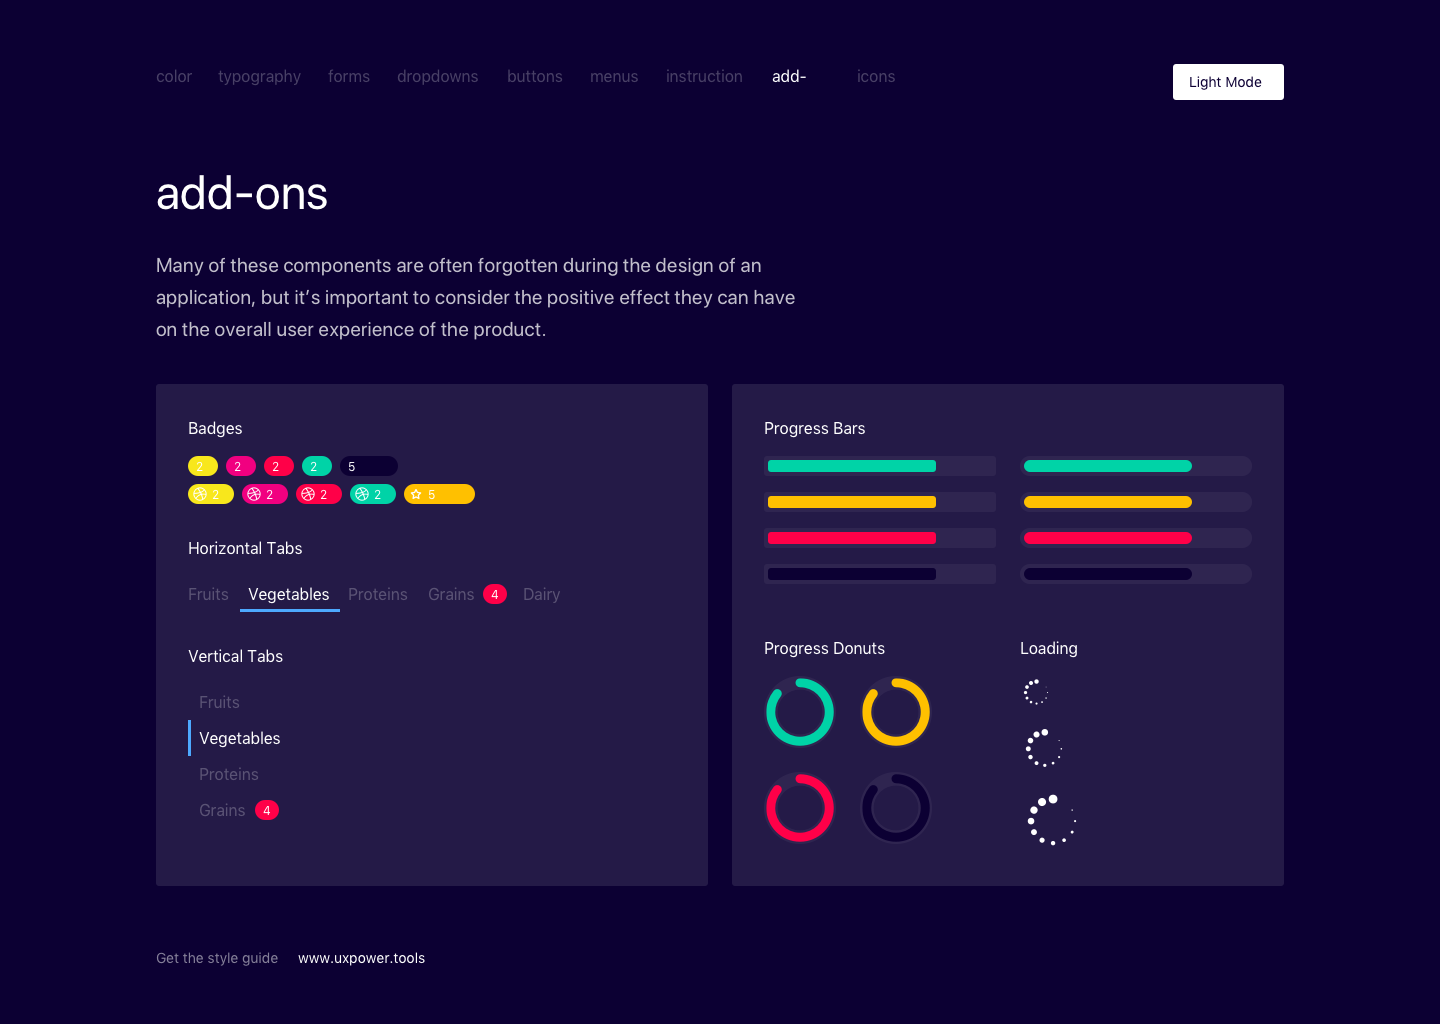 color typography forms dropdowns buttons menus instruction add- icons
Light Mode
add-ons
Many of these components are often forgotten during the design of an
application, but it’s important to consider the positive effect they can have
on the overall user experience of the product.
Badges
2 2 2 2 5
2 2 2 2 5
Horizontal Tabs
Fruits Vegetables Proteins Grains 4 Dairy
Vertical Tabs
Fruits
Vegetables
Proteins
Grains 4
Progress Bars
Progress Donuts
Loading
Get the style guide www.uxpower.tools